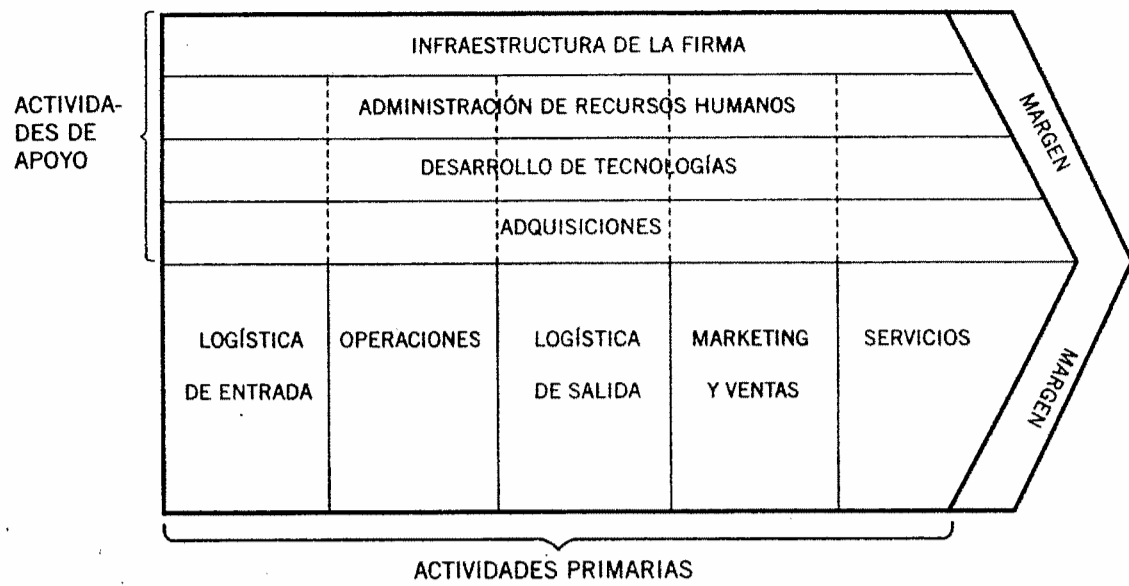 INFRAESTRUCTURA DE LA FIRMA
ACTIVIDA-
DES DE
APOYO
ADMINISTRACIÓN DE RECURSOS HUMANOS
DESARROLLO DE TECNOLOGÍAS
ADQUISICIONES
MARGEN
LOGÍSTICA
DE ENTRADA
OPERACIONES
LOGÍSTICA
DE SALIDA
MARKETING
Y VENTAS
SERVICIOS
MARGEN
ACTIVIDADES PRIMARIAS